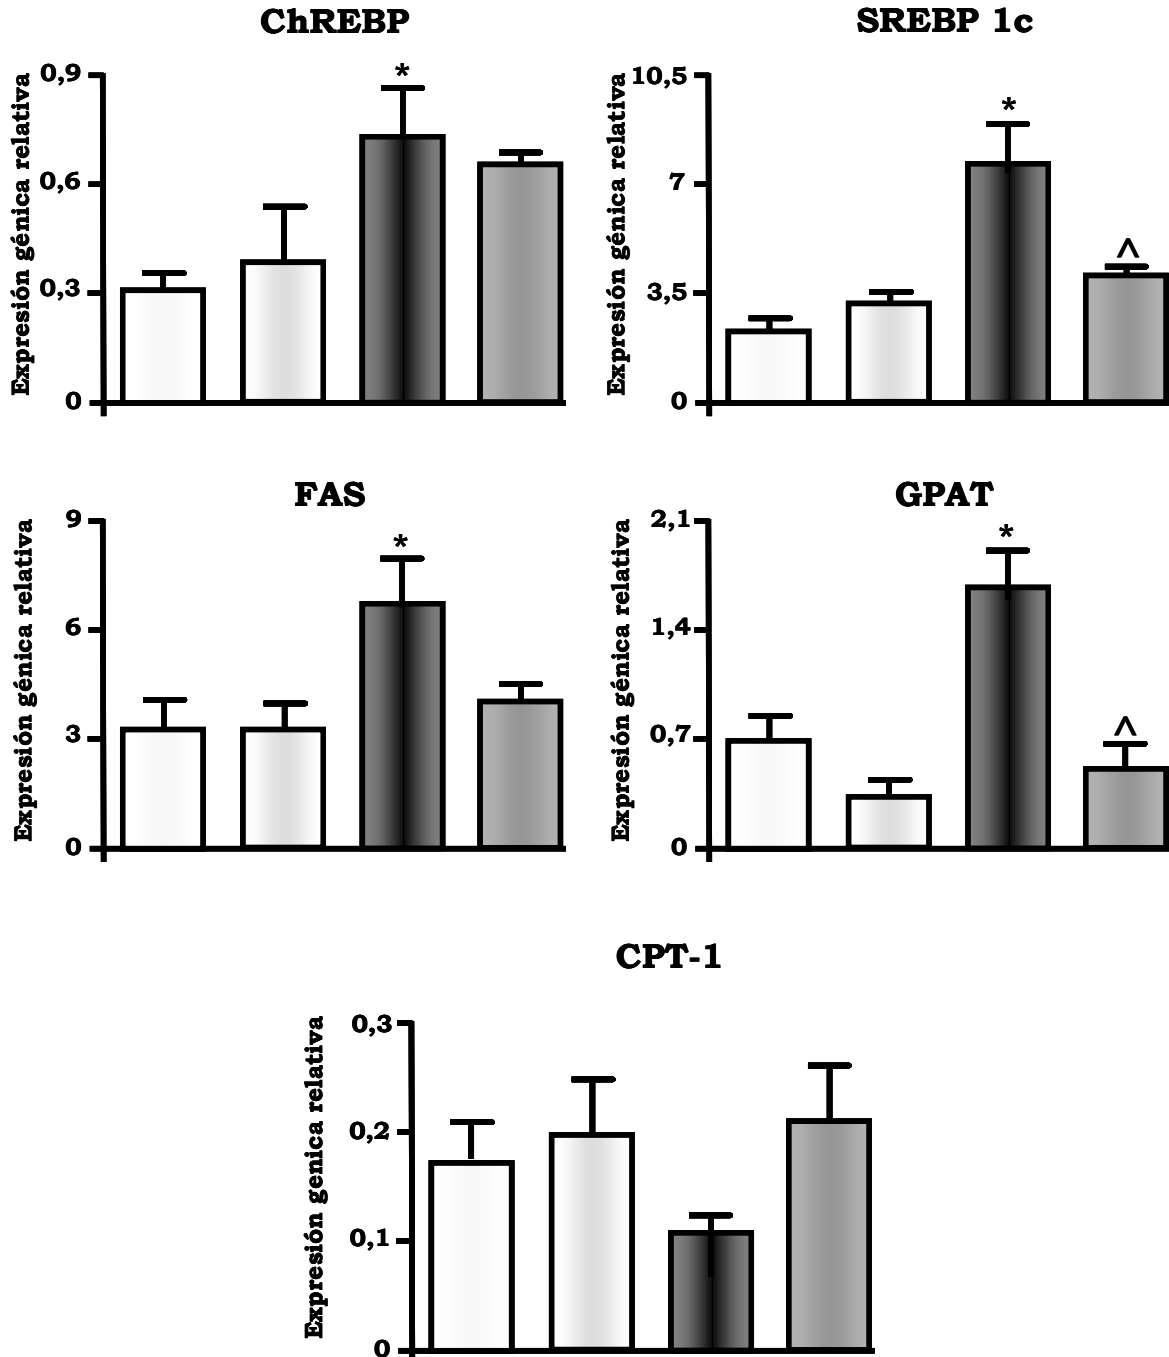 ChREBP
Expresión génica relativa
0,9
*
0,6
0,3
0
SREBP 1c
Expresión génica relativa
10,5
*
7
^
3,5
0
FAS
Expresión génica relativa
9
*
6
3
0
GPAT
Expresión génica relativa
2,1
*
1,4
^
0,7
0
CPT-1
Expresión genica relativa
0,3
0,2
0,1
0